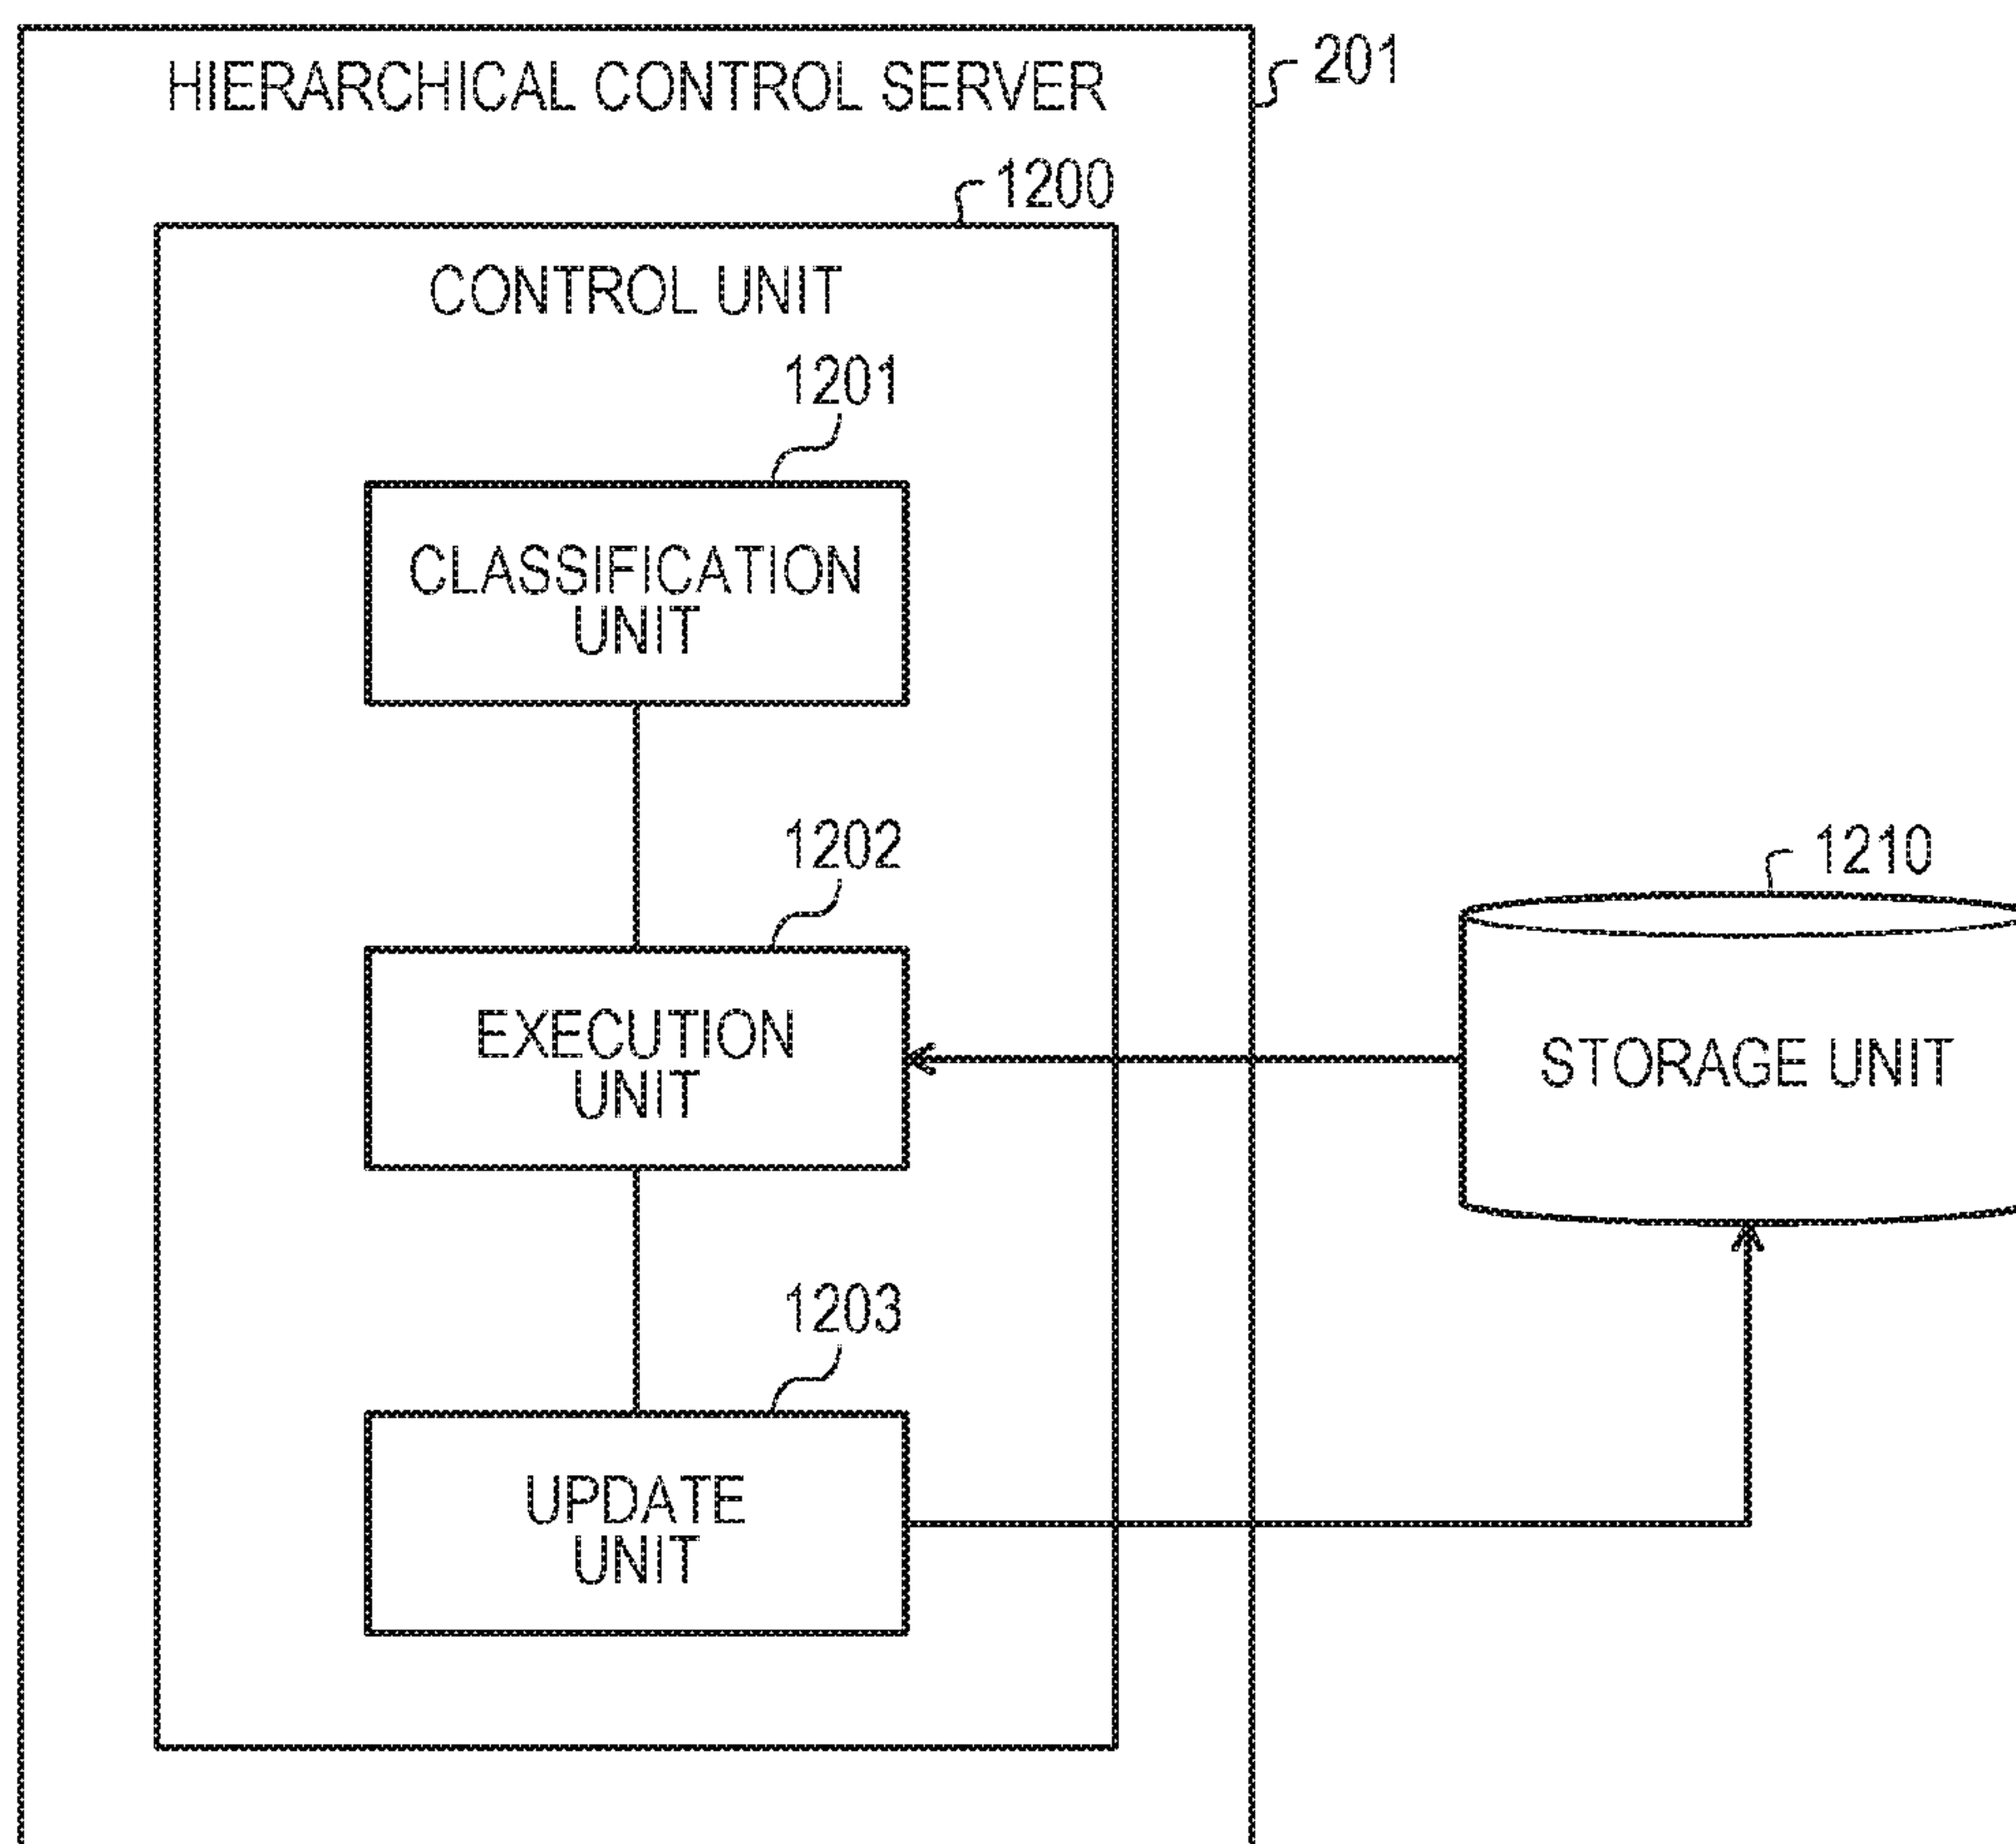 HIERARCHICAL CONTROL SERVER
201
1200
CONTROL UNIT
1201
CLASSIFICATION
UNIT
1202
EXECUTION
UNIT
1210
STORAGE UNIT
1203
UPDATE
UNIT